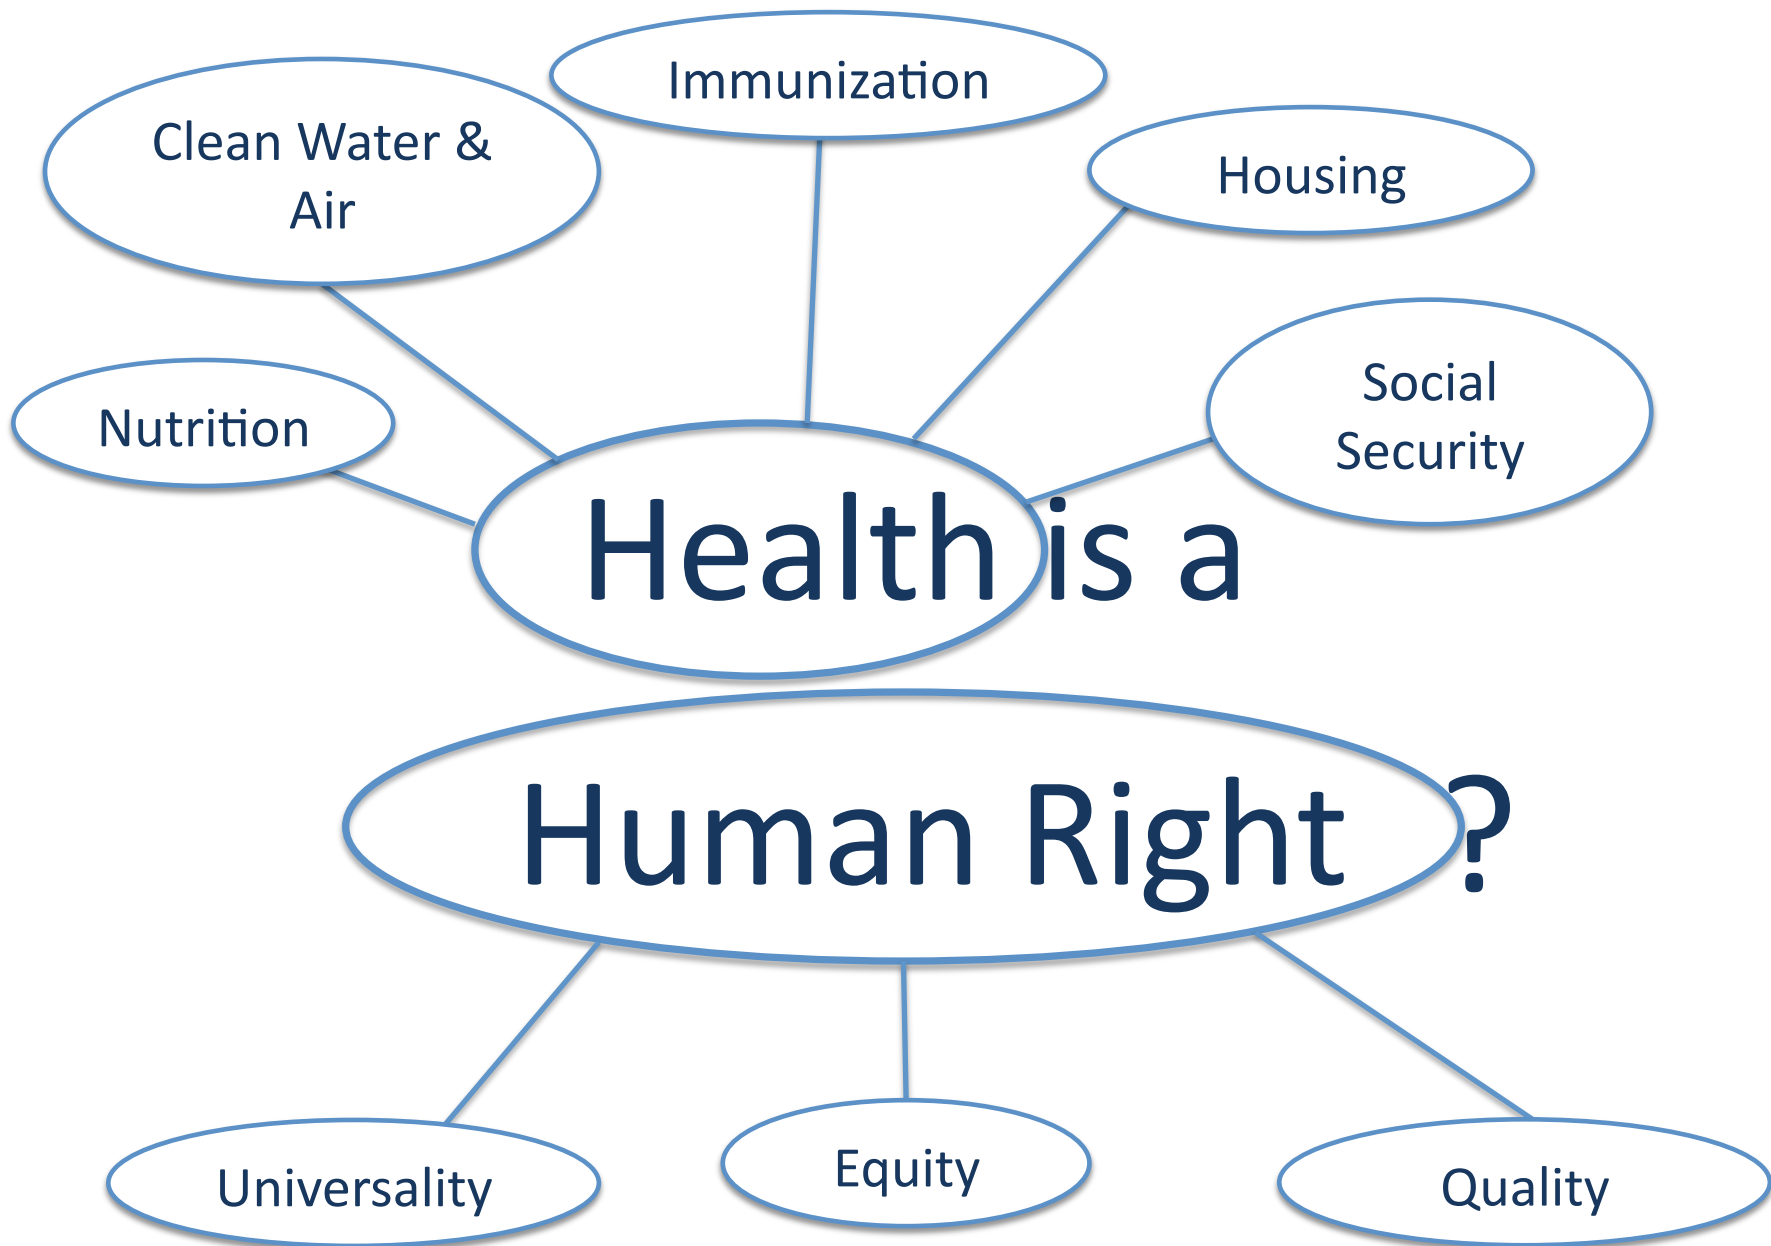 Immunization
Clean Water &
Air
Housing
Social
Security
Nutrition
Health is a
Human Right ?
Universality
Equity
Quality